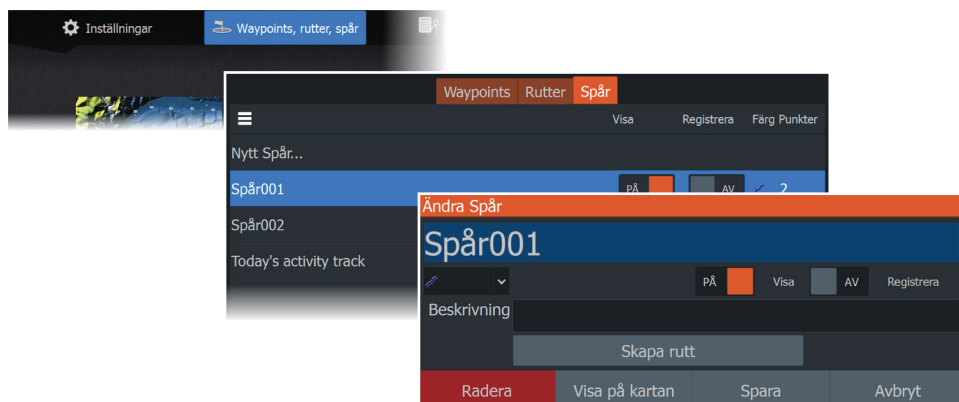 Inställningar
Waypoints, rutter, spår
Waypoints Rutter Spår
Visa Registrera Färg Punkter
Nytt Spår...
Spår001 PÅ AV 2
Spår002
Today's activity track
Ändra Spår
Spår001
PÅ Visa AV Registrera
Beskrivning
Skapa rutt
Radera Visa på kartan Spara Avbryt